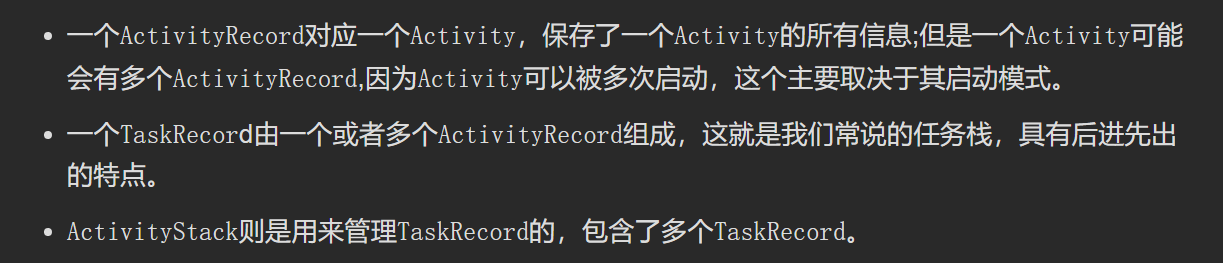 一个ActivityRecord对应一个Activity，保存了一个Activity的所有信息;但是一个Activity可能
会有多个ActivityRecord,因为Activity可以被多次启动，这个主要取决于其启动模式。
一个TaskRecord由一个或者多个ActivityRecord组成，这就是我们常说的任务栈，具有后进先出
的特点。
ActivityStack则是用来管理TaskRecord的，包含了多个TaskRecord。